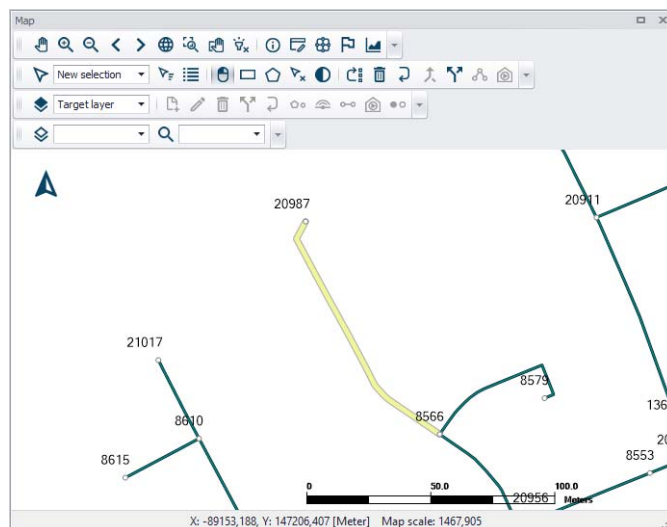 Map
New selection
Target layer
20987
20911
21017
8579
136
8566
8610
20
8615
8553
0 50.0 100.0
20956 Meters
X: -89153,188, Y: 147206,407 [Meter] Map scale: 1467,905